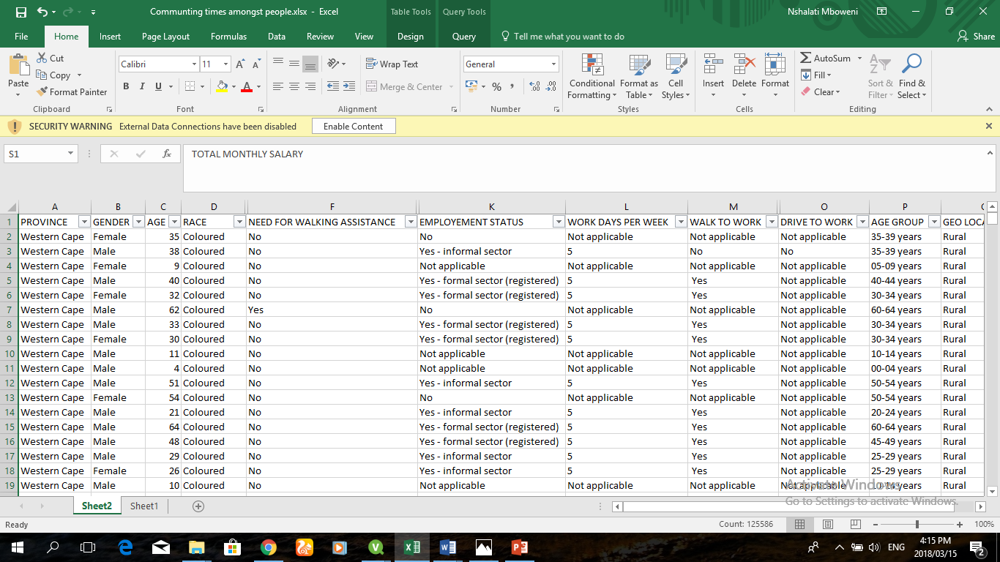 Communting times amongst people.xlsx - Excel Table Tools Query Tools Nshalati Mboweni
File Home Insert Page Layout Formulas Data Review View Design Query Tell me what you want to do Share
Cut
Copy
Format Painter
Paste
Clipboard
Calibri 11
B I U
Font
Wrap Text
Merge & Center
Alignment
General
% , .00 .0
Number
Conditional Formatting
Format as Table
Cell Styles
Styles
Insert Delete Format
Cells
AutoSum
Fill
Clear
Sort & Filter
Find & Select
Editing
SECURITY WARNING External Data Connections have been disabled Enable Content
S1 fx TOTAL MONTHLY SALARY
A B C D F K L M O P
1 PROVINCE GENDER AGE RACE NEED FOR WALKING ASSISTANCE EMPLOYEMENT STATUS WORK DAYS PER WEEK WALK TO WORK DRIVE TO WORK AGE GROUP GEO LOCA
2 Western Cape Female 35 Coloured No No Not applicable Not applicable Not applicable 35-39 years Rural
3 Western Cape Male 38 Coloured No Yes - informal sector 5 No No 35-39 years Rural
4 Western Cape Female 9 Coloured No Not applicable Not applicable Not applicable Not applicable 05-09 years Rural
5 Western Cape Male 40 Coloured No Yes - formal sector (registered) 5 Yes Not applicable 40-44 years Rural
6 Western Cape Female 32 Coloured No Yes - formal sector (registered) 5 Yes Not applicable 30-34 years Rural
7 Western Cape Male 62 Coloured Yes No Not applicable Not applicable Not applicable 60-64 years Rural
8 Western Cape Male 33 Coloured No Yes - formal sector (registered) 5 Yes Not applicable 30-34 years Rural
9 Western Cape Female 30 Coloured No Yes - formal sector (registered) 5 Yes Not applicable 30-34 years Rural
10 Western Cape Male 11 Coloured No Not applicable Not applicable Not applicable Not applicable 10-14 years Rural
11 Western Cape Male 4 Coloured No Not applicable Not applicable Not applicable Not applicable 00-04 years Rural
12 Western Cape Male 51 Coloured No Yes - informal sector 5 Yes Not applicable 50-54 years Rural
13 Western Cape Female 54 Coloured No No Not applicable Not applicable Not applicable 50-54 years Rural
14 Western Cape Male 21 Coloured No Yes - informal sector 5 Yes Not applicable 20-24 years Rural
15 Western Cape Male 64 Coloured No Yes - formal sector (registered) 5 Yes Not applicable 60-64 years Rural
16 Western Cape Male 48 Coloured No Yes - formal sector (registered) 5 Yes Not applicable 45-49 years Rural
17 Western Cape Male 29 Coloured No Yes - informal sector 5 Yes Not applicable 25-29 years Rural
18 Western Cape Female 26 Coloured No Yes - informal sector 5 Yes Not applicable 25-29 years Rural
19 Western Cape Male 10 Coloured No Not applicable Not applicable Not applicable Not applicable 10-14 years Rural
Activate Windows
Go to Settings to activate Windows.
Sheet2 Sheet1
Ready Count: 125586 100%
ENG 4:15 PM
2018/03/15 2